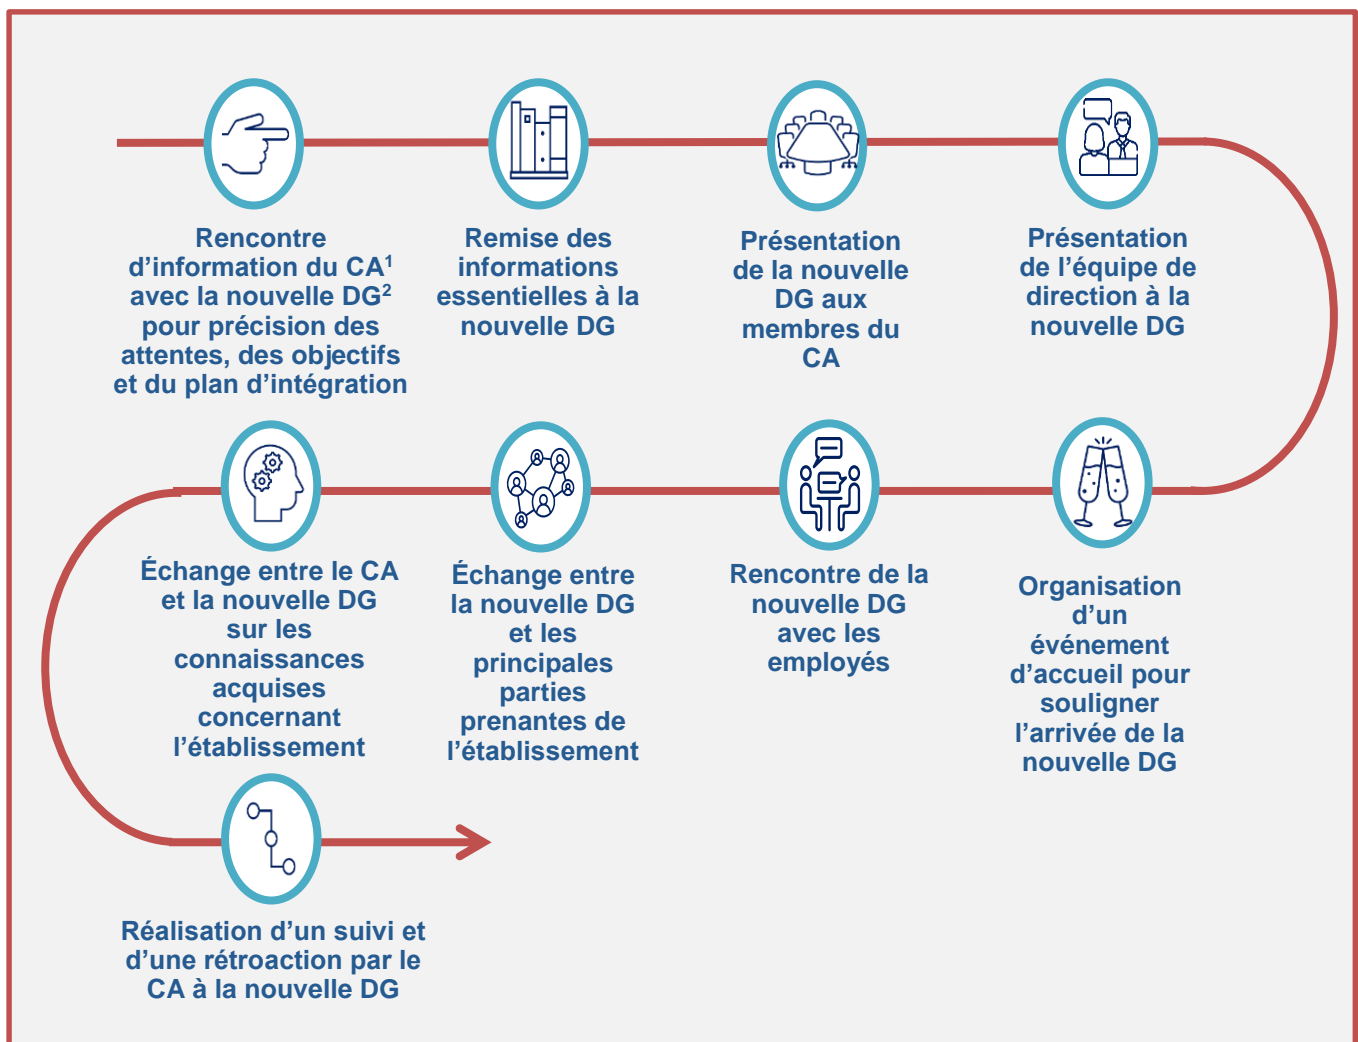 Rencontre
d’information du CA¹
avec la nouvelle DG²
pour précision des
attentes, des objectifs
et du plan d’intégration
Remise des
informations
essentielles à la
nouvelle DG
Présentation
de la nouvelle
DG aux
membres du
CA
Présentation
de l’équipe de
direction à la
nouvelle DG
Organisation
d’un
événement
d’accueil pour
souligner
l’arrivée de la
nouvelle DG
Rencontre de la
nouvelle DG
avec les
employés
Échange entre
la nouvelle DG
et les
principales
parties
prenantes de
l’établissement
Échange entre le CA
et la nouvelle DG
sur les
connaissances
acquises
concernant
l’établissement
Réalisation d’un suivi et
d’une rétroaction par le
CA à la nouvelle DG